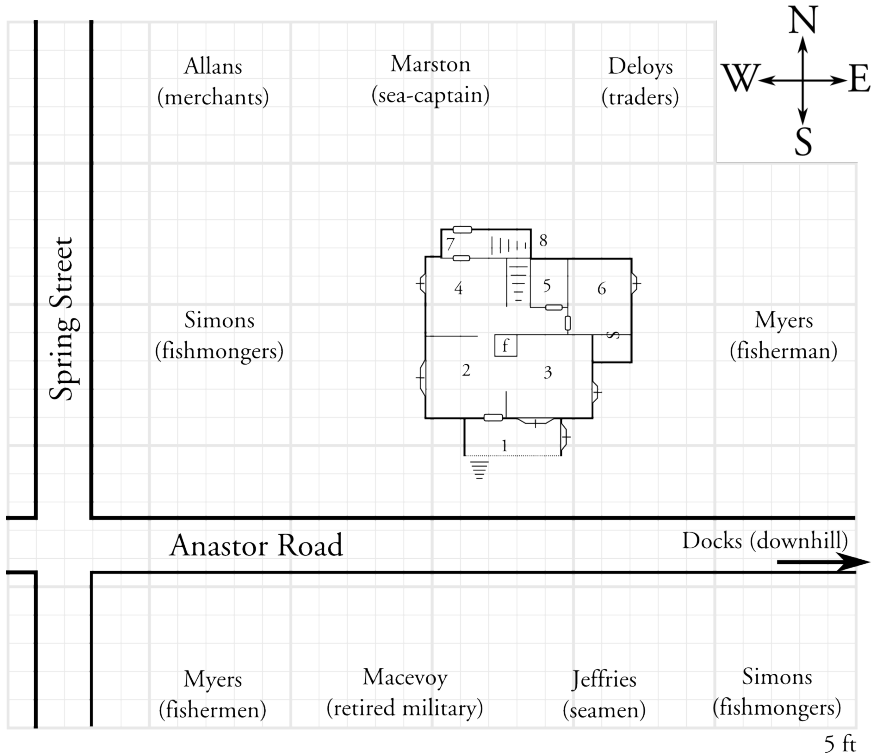 N
W E
S
Allans
(merchants)
Marston
(sea-captain)
Deloys
(traders)
Spring Street
Simons
(fishmongers)
7
8
4
5
6
S
f
2
3
1
Myers
(fisherman)
Anastor Road
Docks (downhill)
Myers
(fishermen)
Macevoy
(retired military)
Jeffries
(seamen)
Simons
(fishmongers)
5 ft